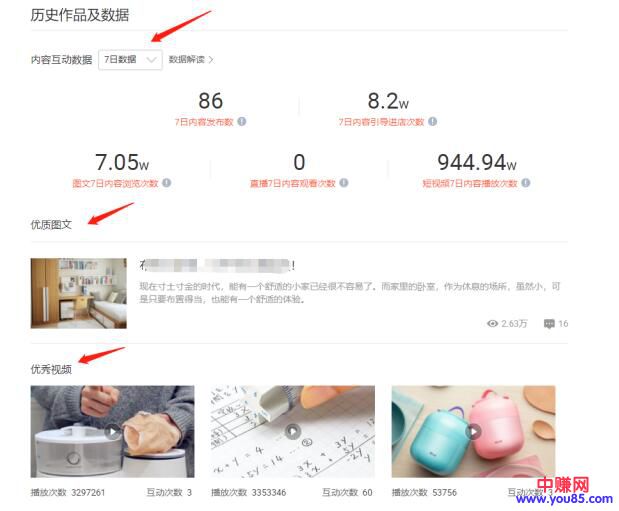 历史作品及数据
内容互动数据 7日数据 数据解读
86 8.2w
7日内容发布数 7日内容引导进店次数
7.05w 0 944.94w
图文7日内容浏览次数 直播7日内容观看次数 短视频7日内容播放次数
优质图文
现在寸土寸金的时代，能有一个舒适的小家已经很不容易了。而家里的卧室，作为休息的场所，虽然小，可
是只要布置得当，也能有一个舒适的体验。
2.63万 16
优秀视频
x+y=4 ...②
5x-14
播放次数 3297261 互动次数 3 播放次数 3353346 互动次数 60 播放次数 53756 互动次数 3
中赚网
www.you85.com